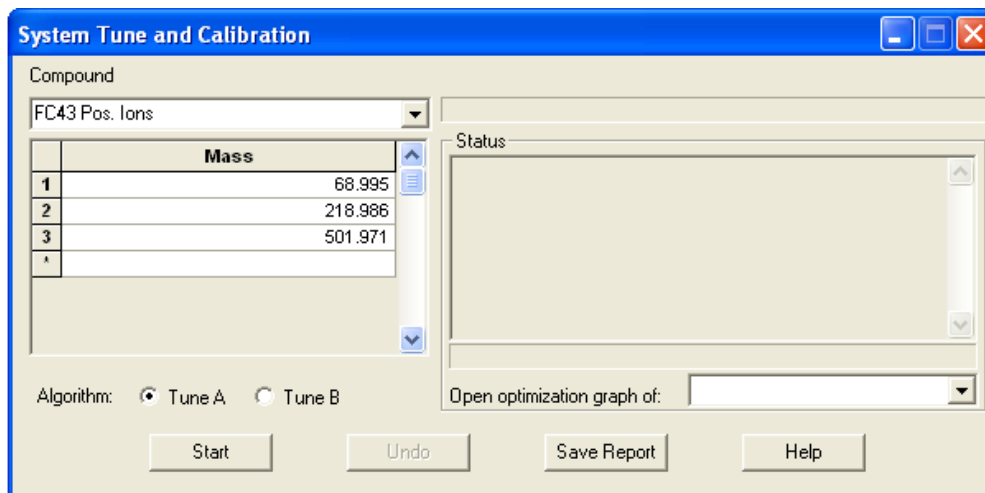 System Tune and Calibration
Compound
FC43 Pos. Ions
Status
Mass
1 68.995
2 218.986
3 501.971
*
Algorithm: Tune A Tune B
Open optimization graph of:
Start Undo Save Report Help